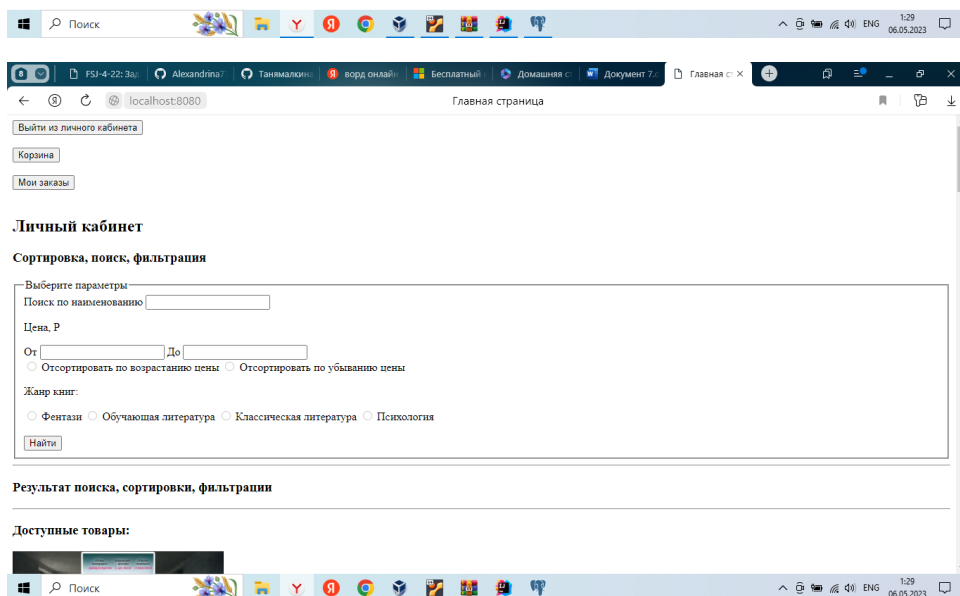 Поиск
ENG
1:29
06.05.2023
8
FSJ-4-22: Зад
Alexandrina7
Танямалкина
ворд онлайн
Бесплатный
Домашняя ст
Документ 7.d
Главная ст
localhost:8080
Главная страница
Выйти из личного кабинета
Корзина
Мои заказы
Личный кабинет
Сортировка, поиск, фильтрация
Выберите параметры
Поиск по наименованию
Цена, Р
От До
Отсортировать по возрастанию цены Отсортировать по убыванию цены
Жанр книг:
Фентази Обучающая литература Классическая литература Психология
Найти
Результат поиска, сортировки, фильтрации
Доступные товары:
Поиск
ENG
1:29
06.05.2023